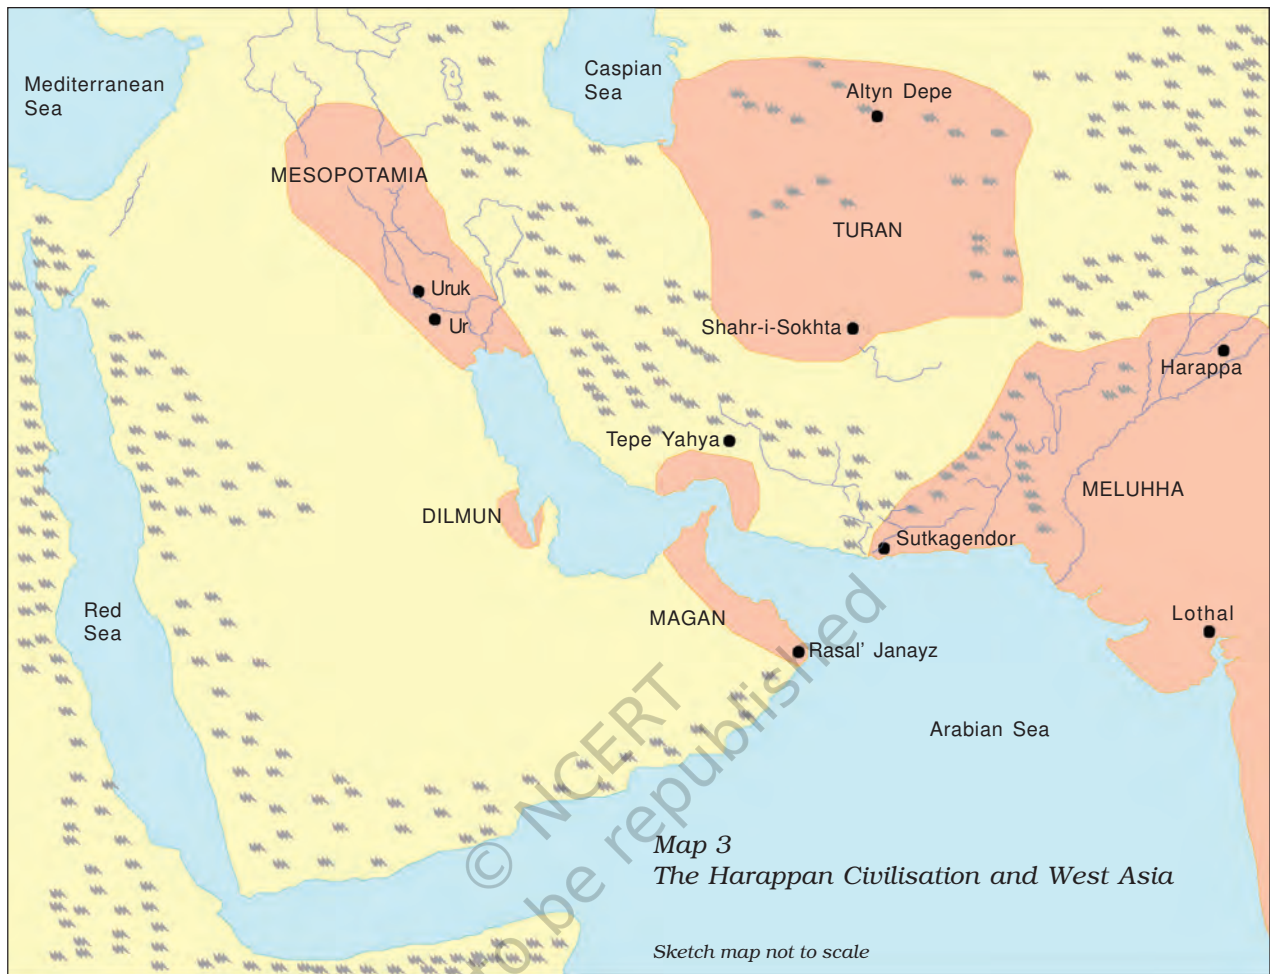 Mediterranean
Sea
Caspian
Sea
Altyn Depe
MESOPOTAMIA
TURAN
Uruk
Ur
Shahr-i-Sokhta
Harappa
Tepe Yahya
MELUHHA
DILMUN
Sutkagendor
Red
Sea
MAGAN
Lothal
Rasal' Janayz
Arabian Sea
© NCERT
to be republished
Map 3
The Harappan Civilisation and West Asia
Sketch map not to scale